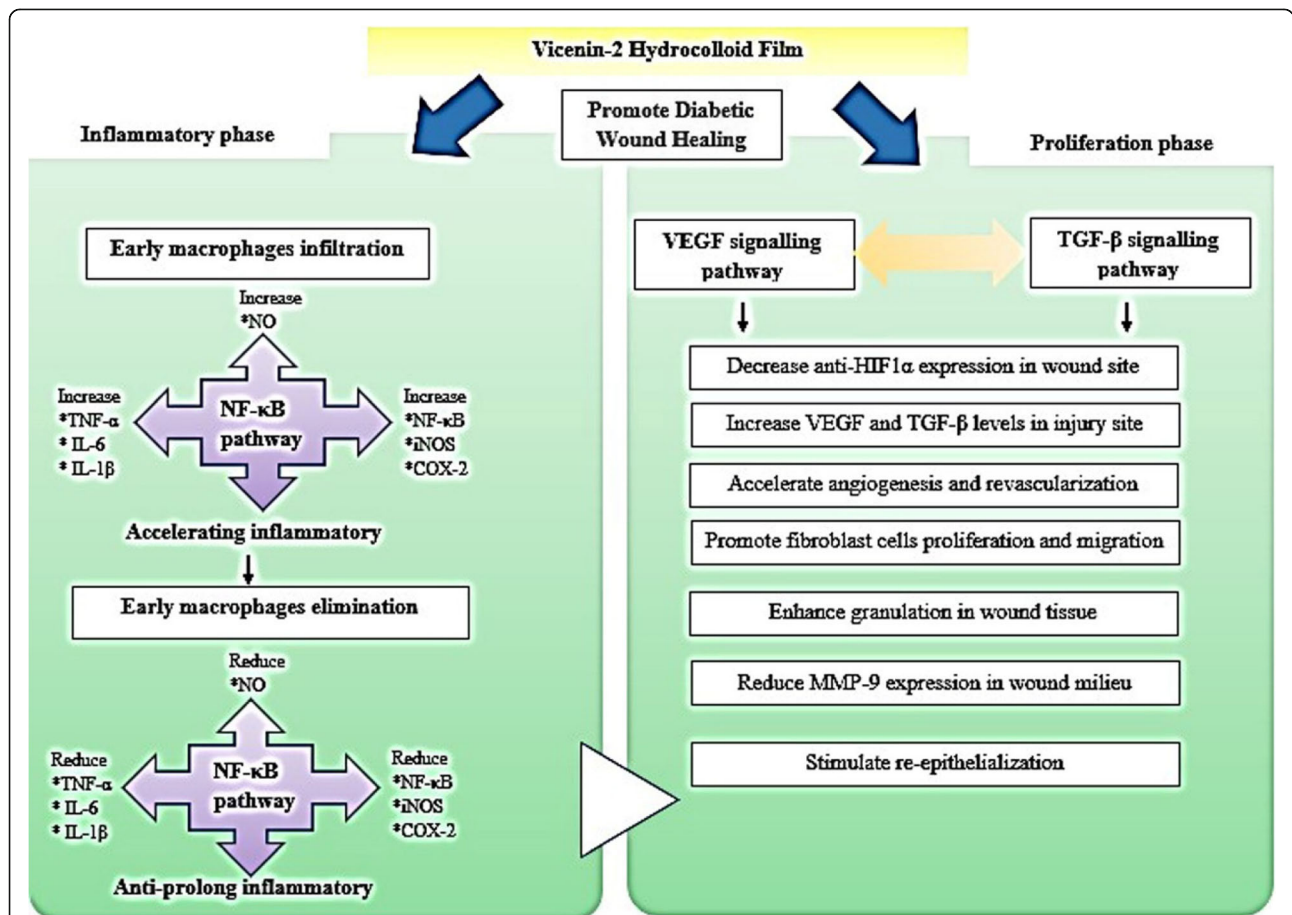 Vicenin-2 Hydrocolloid Film
Promote Diabetic
Wound Healing
Inflammatory phase
Early macrophages infiltration
Increase
*NO
Increase
*TNF-α
* IL-6
* IL-1β
NF-κB
pathway
Increase
*NF-κB
*iNOS
*COX-2
Accelerating inflammatory
Early macrophages elimination
Reduce
*NO
Reduce
*TNF-α
* IL-6
* IL-1β
NF-κB
pathway
Reduce
*NF-κB
*iNOS
*COX-2
Anti-prolong inflammatory
Proliferation phase
VEGF signalling
pathway
TGF-β signalling
pathway
Decrease anti-HIF1α expression in wound site
Increase VEGF and TGF-β levels in injury site
Accelerate angiogenesis and revascularization
Promote fibroblast cells proliferation and migration
Enhance granulation in wound tissue
Reduce MMP-9 expression in wound milieu
Stimulate re-epithelialization